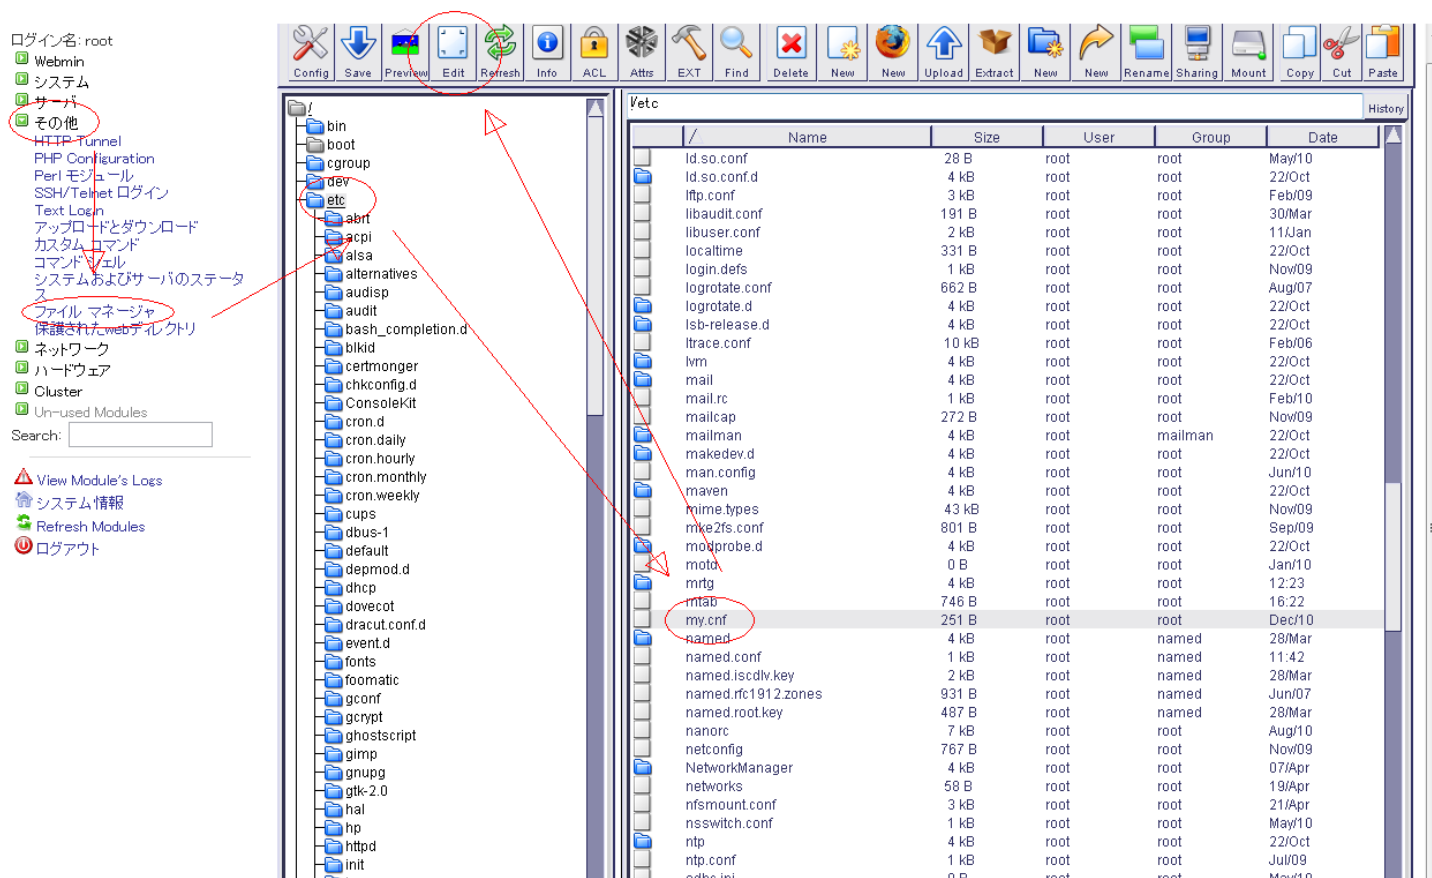 ログイン名: root
Webmin
システム
サーバ
その他
HTTP Tunnel
PHP Configuration
Perl モジュール
SSH/Telnet ログイン
Text Login
アップロードとダウンロード
カスタム コマンド
コマンド シェル
システムおよびサーバのステータ
ス
ファイル マネージャ
保護されたwebディレクトリ
ネットワーク
ハードウェア
Cluster
Un-used Modules
Search:
View Module's Logs
システム情報
Refresh Modules
ログアウト
Config Save Preview Edit Refresh Info ACL Attrs EXT Find Delete New New Upload Extract New New Rename Sharing Mount Copy Cut Paste
/
bin
boot
cgroup
dev
etc
abrt
acpi
alsa
alternatives
audisp
audit
bash_completion.d
blkid
certmonger
chkconfig.d
ConsoleKit
cron.d
cron.daily
cron.hourly
cron.monthly
cron.weekly
cups
dbus-1
default
depmod.d
dhcp
dovecot
dracut.conf.d
event.d
fonts
foomatic
gconf
gcrypt
ghostscript
gimp
gnupg
gtk-2.0
hal
hp
httpd
init
/etc History
/ Name Size User Group Date
ld.so.conf 28 B root root May/10
ld.so.conf.d 4 kB root root 22/Oct
lftp.conf 3 kB root root Feb/09
libaudit.conf 191 B root root 30/Mar
libuser.conf 2 kB root root 11/Jan
localtime 331 B root root 22/Oct
login.defs 1 kB root root Nov/09
logrotate.conf 662 B root root Aug/07
logrotate.d 4 kB root root 22/Oct
lsb-release.d 4 kB root root 22/Oct
ltrace.conf 10 kB root root Feb/06
lvm 4 kB root root 22/Oct
mail 4 kB root root 22/Oct
mail.rc 1 kB root root Feb/10
mailcap 272 B root root Nov/09
mailman 4 kB root mailman 22/Oct
makedev.d 4 kB root root 22/Oct
man.config 4 kB root root Jun/10
maven 4 kB root root 22/Oct
mime.types 43 kB root root Nov/09
mke2fs.conf 801 B root root Sep/09
modprobe.d 4 kB root root 22/Oct
motd 0 B root root Jan/10
mrtg 4 kB root root 12:23
mtab 746 B root root 16:22
my.cnf 251 B root root Dec/10
named 4 kB root named 28/Mar
named.conf 1 kB root named 11:42
named.iscdlv.key 2 kB root named 28/Mar
named.rfc1912.zones 931 B root named Jun/07
named.root.key 487 B root named 28/Mar
nanorc 7 kB root root Aug/10
netconfig 767 B root root Nov/09
NetworkManager 4 kB root root 07/Apr
networks 58 B root root 19/Apr
nfsmount.conf 3 kB root root 21/Apr
nsswitch.conf 1 kB root root May/10
ntp 4 kB root root 22/Oct
ntp.conf 1 kB root root Jul/09